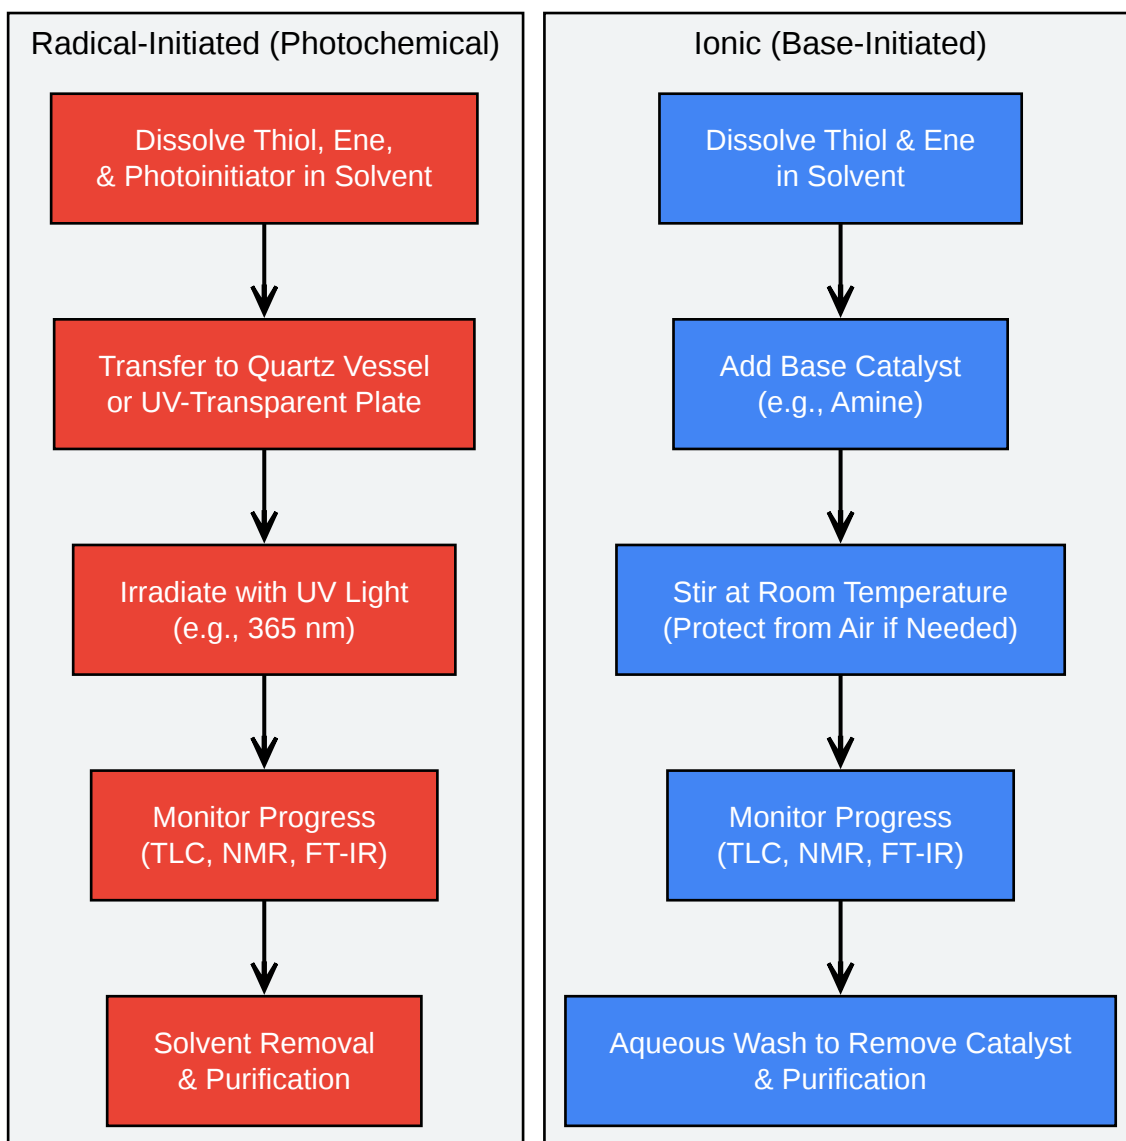 Radical-Initiated (Photochemical)
Dissolve Thiol, Ene,
& Photoinitiator in Solvent
Transfer to Quartz Vessel
or UV-Transparent Plate
Irradiate with UV Light
(e.g., 365 nm)
Monitor Progress
(TLC, NMR, FT-IR)
Solvent Removal
& Purification
Ionic (Base-Initiated)
Dissolve Thiol & Ene
in Solvent
Add Base Catalyst
(e.g., Amine)
Stir at Room Temperature
(Protect from Air if Needed)
Monitor Progress
(TLC, NMR, FT-IR)
Aqueous Wash to Remove Catalyst
& Purification